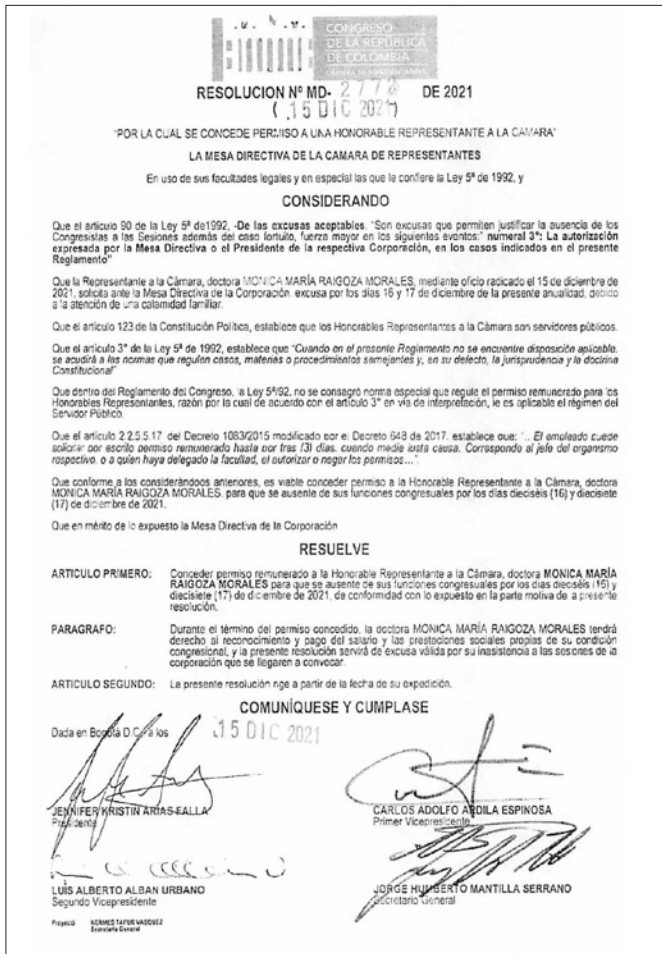 CONGRESO
DE LA REPÚBLICA
DE COLOMBIA
CÁMARA DE REPRESENTANTES
RESOLUCION Nº MD- 2772 DE 2021
( 15 DIC 2021)
"POR LA CUAL SE CONCEDE PERMISO A UNA HONORABLE REPRESENTANTE A LA CÁMARA"
LA MESA DIRECTIVA DE LA CAMARA DE REPRESENTANTES
En uso de sus facultades legales y en especial las que le confiere la Ley 5ª de 1992, y
CONSIDERANDO
Que el artículo 90 de la Ley 5ª de1992, -De las excusas aceptables. "Son excusas que permiten justificar la ausencia de los
Congresistas a las Sesiones además del caso fortuito, fuerza mayor en los siguientes eventos:" numeral 3º: La autorización
expresada por la Mesa Directiva o el Presidente de la respectiva Corporación, en los casos indicados en el presente
Reglamento"
Que la Representante a la Cámara, doctora MONICA MARÍA RAIGOZA MORALES, mediante oficio radicado el 15 de diciembre de
2021, solicita ante la Mesa Directiva de la Corporación, excusa por los días 16 y 17 de diciembre de la presente anualidad, debido
a la atención de una calamidad familiar.
Que el artículo 123 de la Constitución Política, establece que los Honorables Representantes a la Cámara son servidores públicos.
Que el artículo 3º de la Ley 5ª de 1992, establece que "Cuando en el presente Reglamento no se encuentre disposición aplicable,
se acudirá a las normas que regulen casos, materias o procedimientos semejantes y, en su defecto, la jurisprudencia y la doctrina
Constitucional"
Que dentro del Reglamento del Congreso, la Ley 5ª/92, no se consagró norma especial que regule el permiso remunerado para los
Honorables Representantes, razón por la cual de acuerdo con el artículo 3º en vía de interpretación, le es aplicable el régimen del
Servidor Público.
Que el artículo 2.2.5.5.17 del Decreto 1083/2015 modificado por el Decreto 648 de 2017, establece que: "... El empleado puede
solicitar por escrito permiso remunerado hasta por tres (3) días, cuando medie justa causa. Corresponde al jefe del organismo
respectivo, o a quien haya delegado la facultad, el autorizar o negar los permisos...".
Que conforme a los considerandoos anteriores, es viable conceder permiso a la Honorable Representante a la Cámara, doctora
MONICA MARÍA RAIGOZA MORALES, para que se ausente de sus funciones congresuales por los días dieciséis (16) y diecisiete
(17) de diciembre de 2021.
Que en mérito de lo expuesto la Mesa Directiva de la Corporación
RESUELVE
ARTICULO PRIMERO: Conceder permiso remunerado a la Honorable Representante a la Cámara, doctora MONICA MARÍA
RAIGOZA MORALES para que se ausente de sus funciones congresuales por los días dieciséis (16) y
diecisiete (17) de diciembre de 2021, de conformidad con lo expuesto en la parte motiva de la presente
resolución.
PARAGRAFO: Durante el término del permiso concedido, la doctora MONICA MARÍA RAIGOZA MORALES tendrá
derecho al reconocimiento y pago del salario y las prestaciones sociales propias de su condición
congresional, y la presente resolución servirá de excusa válida por su inasistencia a las sesiones de la
corporación que se llegaren a convocar.
ARTICULO SEGUNDO: La presente resolución rige a partir de la fecha de su expedición.
COMUNÍQUESE Y CUMPLASE
Dada en Bogotá D.C., a los 15 DIC 2021
JENNIFER KRISTIN ARIAS FALLA
Presidente
CARLOS ADOLFO ARDILA ESPINOSA
Primer Vicepresidente
LUIS ALBERTO ALBAN URBANO
Segundo Vicepresidente
JORGE HUMBERTO MANTILLA SERRANO
Secretario General
Proyectó HERMES TAFUR VASQUEZ
Secretaría General